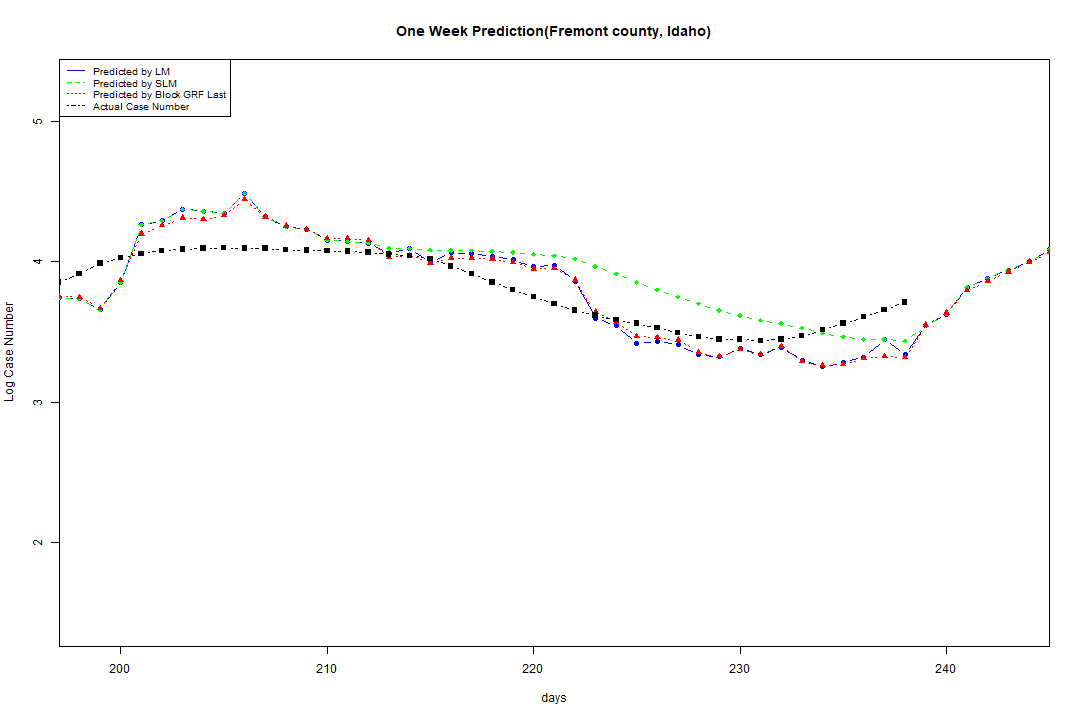 One Week Prediction(Fremont county, Idaho)
Predicted by LM
Predicted by SLM
Predicted by Block GRF Last
Actual Case Number
5
4
3
2
Log Case Number
200 210 220 230 240
days